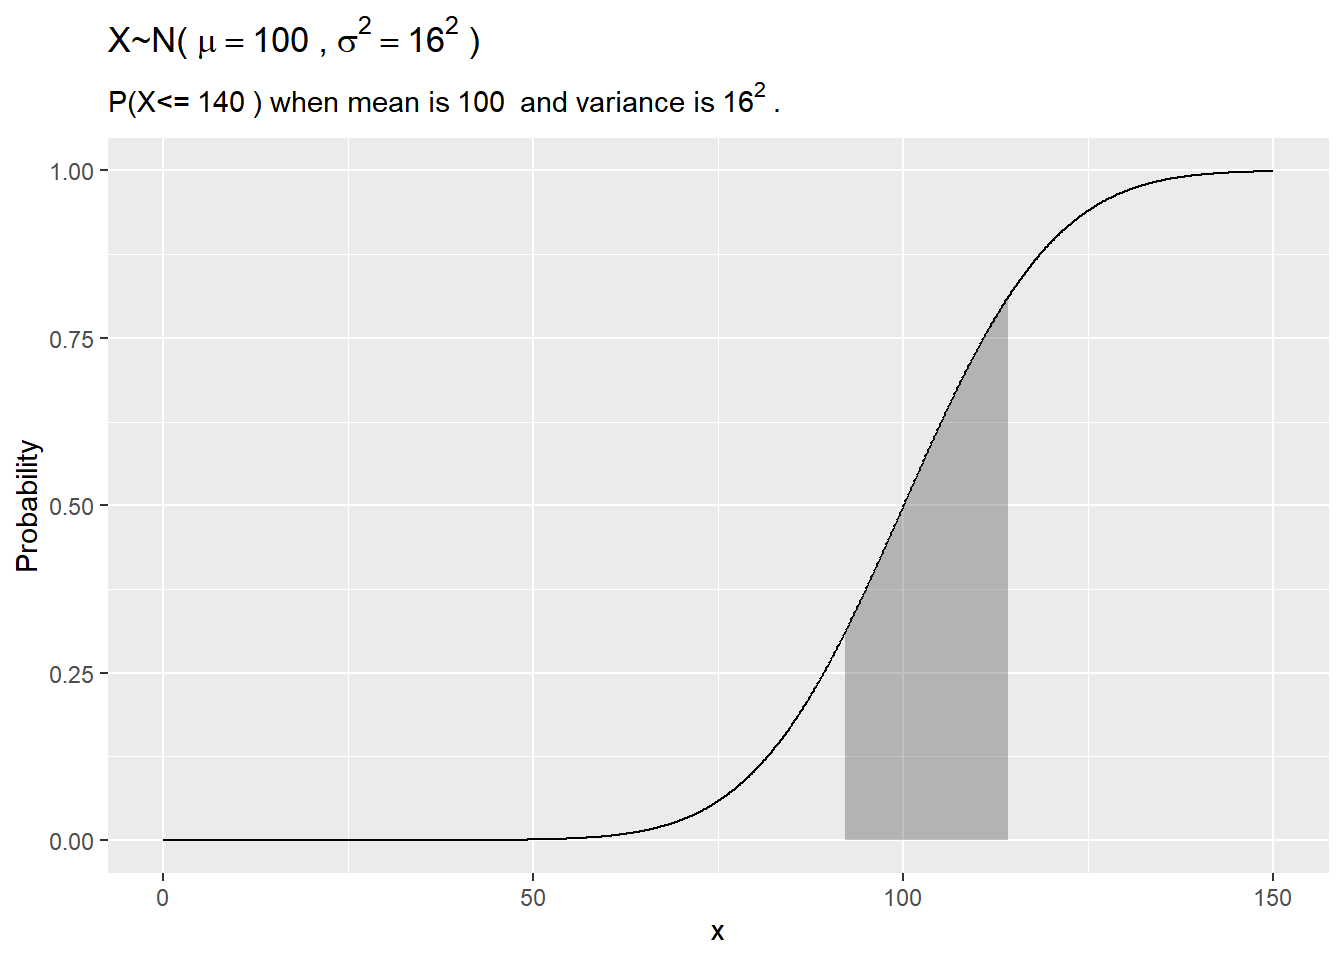 X~N( μ = 100 , σ² = 16² )
P(X<= 140 ) when mean is 100 and variance is 16² .
1.00
0.75
0.50
0.25
0.00
Probability
0 50 100 150
x